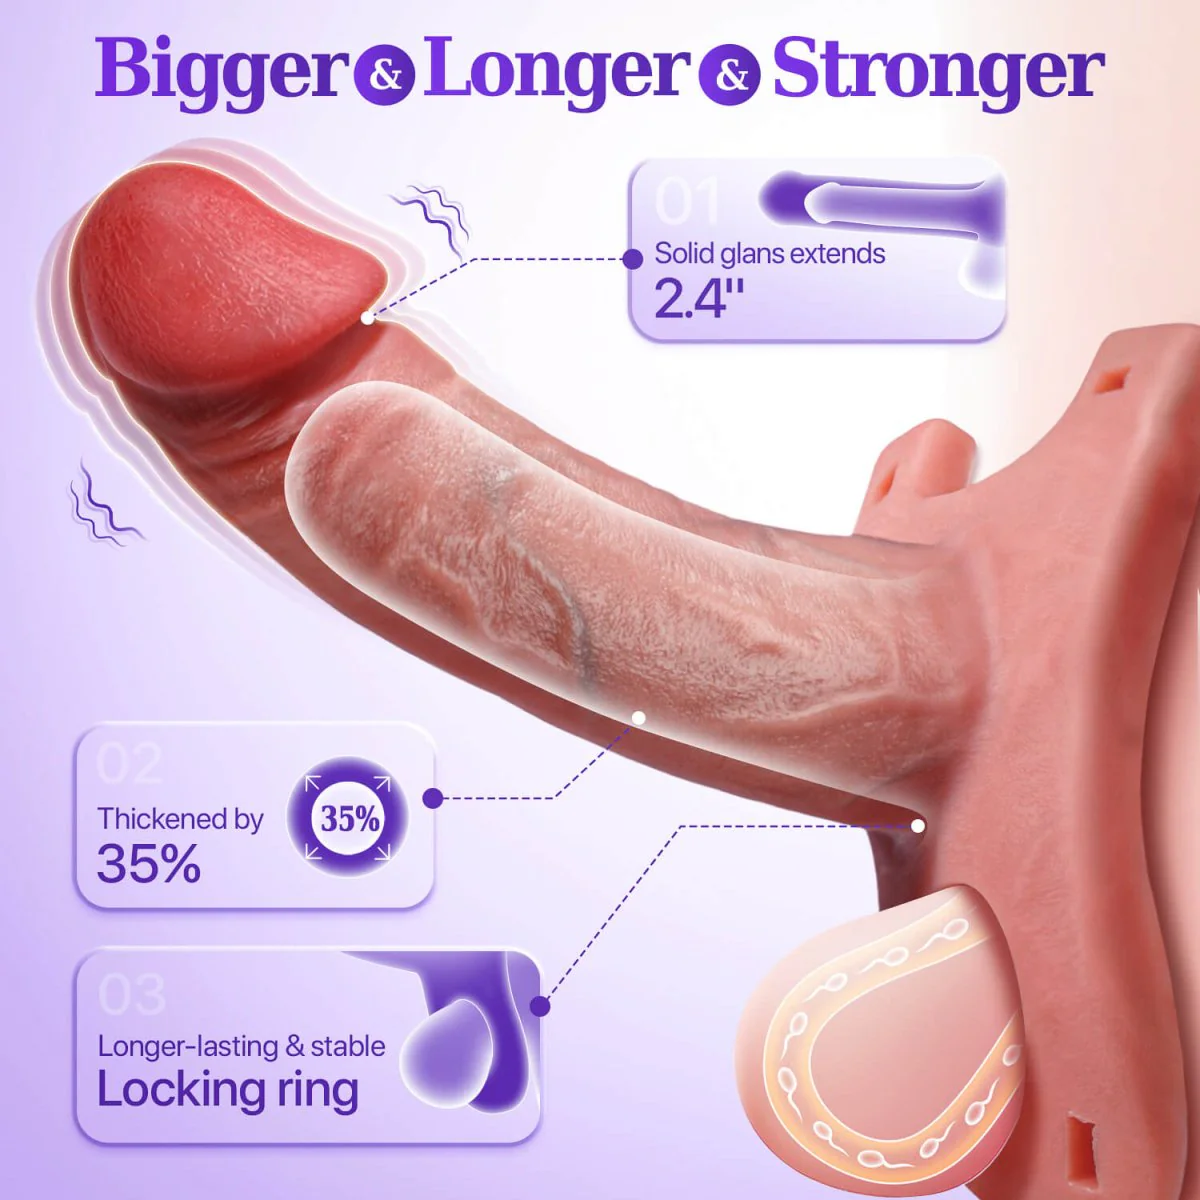 Bigger & Longer & Stronger
01
Solid glans extends
2.4"
02
Thickened by
35%
35%
03
Longer-lasting & stable
Locking ring